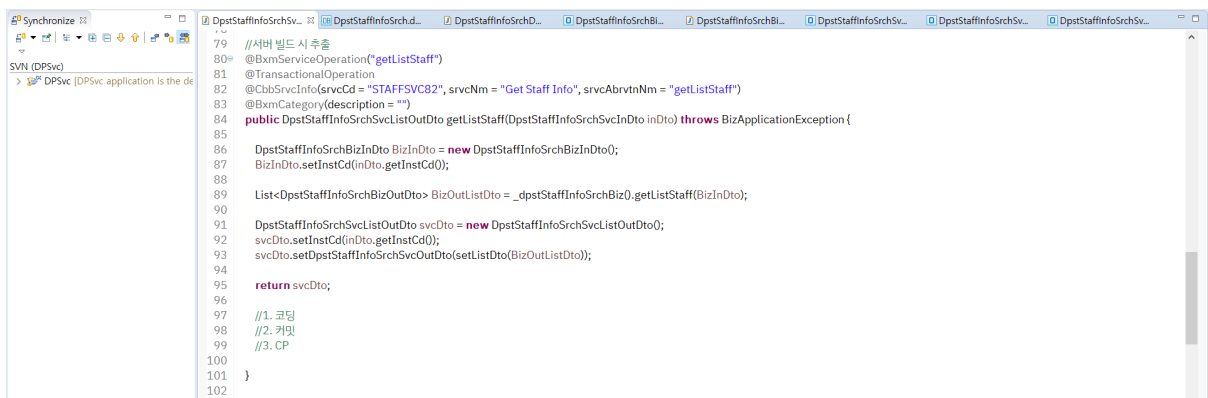 Synchronize
SVN (DPSvc)
DPSvc [DPSvc application is the de
DpstStaffInfoSrchSv...
DpstStaffInfoSrch.d...
DpstStaffInfoSrchD...
DpstStaffInfoSrchBi...
DpstStaffInfoSrchBi...
DpstStaffInfoSrchSv...
DpstStaffInfoSrchSv...
DpstStaffInfoSrchSv...
78
79 //서버 빌드 시 추출
80 @BxmServiceOperation("getListStaff")
81 @TransactionalOperation
82 @CbbSrvcInfo(srvcCd = "STAFFSVC82", srvcNm = "Get Staff Info", srvcAbrvtnNm = "getListStaff")
83 @BxmCategory(description = "")
84 public DpstStaffInfoSrchSvcListOutDto getListStaff(DpstStaffInfoSrchSvcInDto inDto) throws BizApplicationException {
85
86 DpstStaffInfoSrchBizInDto BizInDto = new DpstStaffInfoSrchBizInDto();
87 BizInDto.setInstCd(inDto.getInstCd());
88
89 List<DpstStaffInfoSrchBizOutDto> BizOutListDto = _dpstStaffInfoSrchBiz().getListStaff(BizInDto);
90
91 DpstStaffInfoSrchSvcListOutDto svcDto = new DpstStaffInfoSrchSvcListOutDto();
92 svcDto.setInstCd(inDto.getInstCd());
93 svcDto.setDpstStaffInfoSrchSvcOutDto(setListDto(BizOutListDto));
94
95 return svcDto;
96
97 //1. 코딩
98 //2. 커밋
99 //3. CP
100
101 }
102